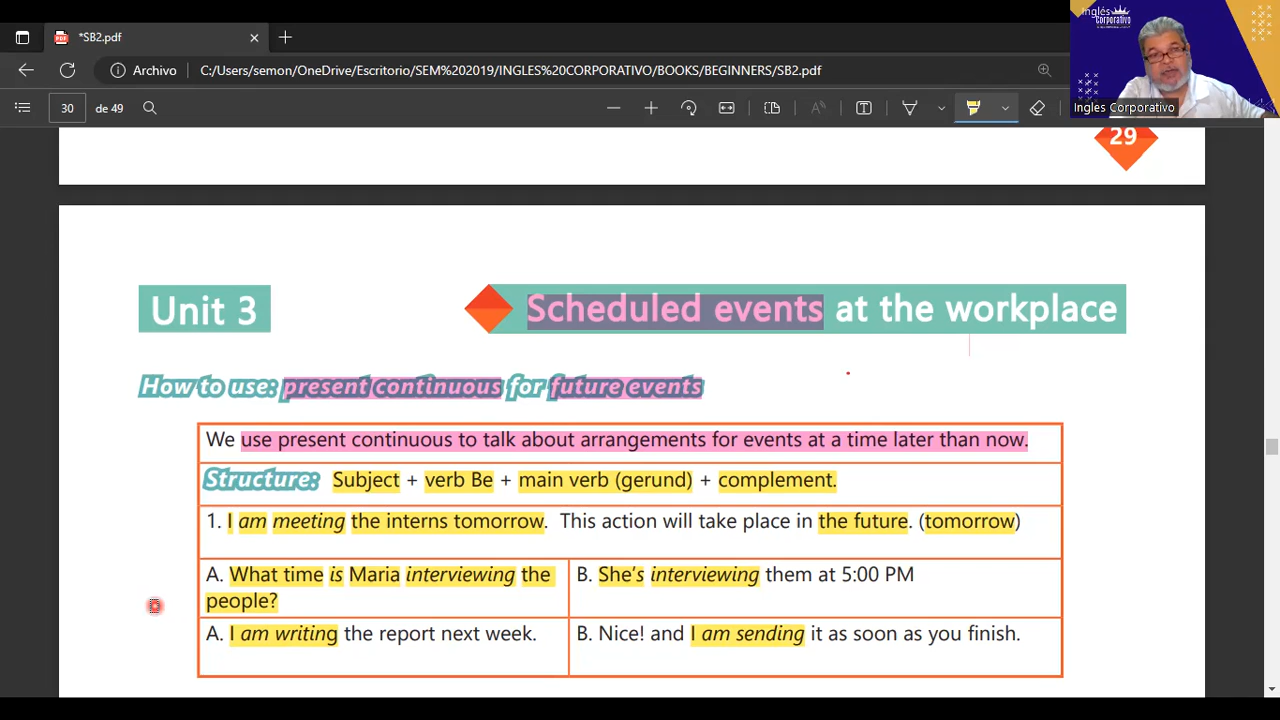 *SB2.pdf
Archivo
C:/Users/semon/OneDrive/Escritorio/SEM%202019/INGLES%20CORPORATIVO/BOOKS/BEGINNERS/SB2.pdf
30 de 49
Inglés
Corporativo
Ingles Corporativo
29
Unit 3
Scheduled events at the workplace
How to use: present continuous for future events
We use present continuous to talk about arrangements for events at a time later than now.
Structure: Subject + verb Be + main verb (gerund) + complement.
1. I am meeting the interns tomorrow. This action will take place in the future. (tomorrow)
A. What time is Maria interviewing the
people?
B. She's interviewing them at 5:00 PM
A. I am writing the report next week.
B. Nice! and I am sending it as soon as you finish.